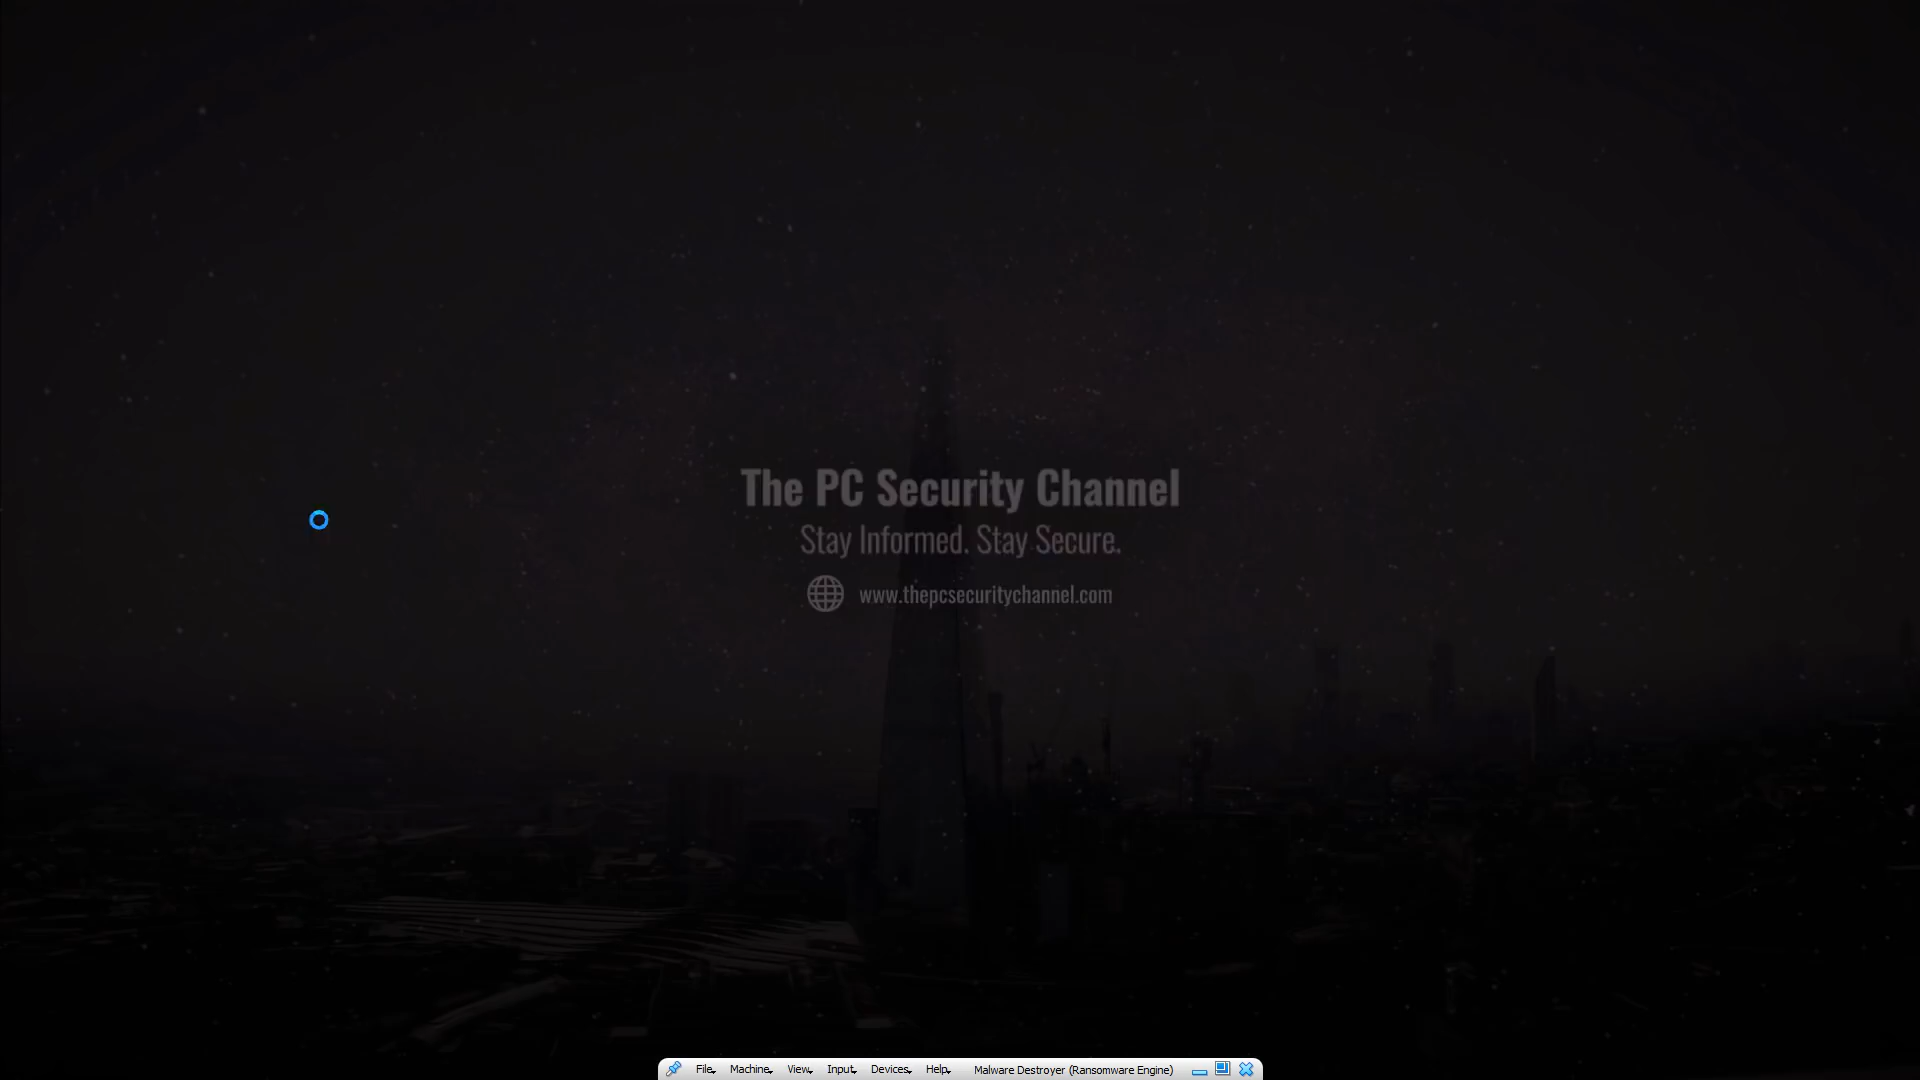 The PC Security Channel
Stay Informed. Stay Secure.
www.thepcsecuritychannel.com
File Machine View Input Devices Help Malware Destroyer (Ransomware Engine)